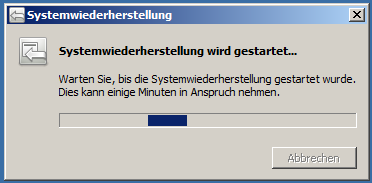 Systemwiederherstellung
Systemwiederherstellung wird gestartet...
Warten Sie, bis die Systemwiederherstellung gestartet wurde.
Dies kann einige Minuten in Anspruch nehmen.
Abbrechen